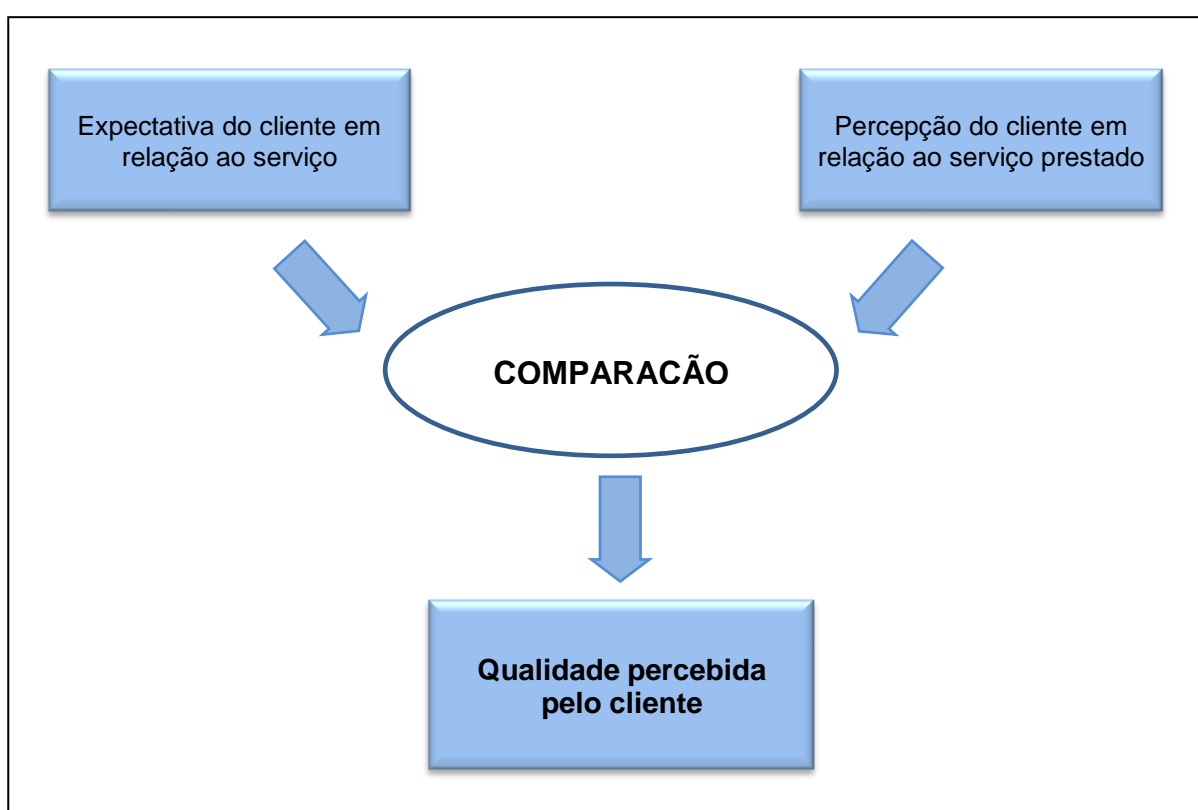 Expectativa do cliente em
relação ao serviço
Percepção do cliente em
relação ao serviço prestado
COMPARAÇÃO
Qualidade percebida
pelo cliente